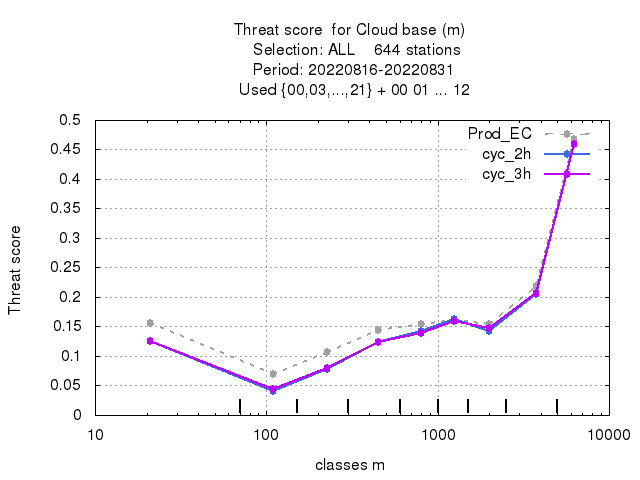 Threat score  for Cloud base (m)
Selection: ALL    644 stations
Period: 20220816-20220831
Used {00,03,...,21} + 00 01 ... 12
Prod_EC
cyc_2h
cyc_3h
Threat score
0.5
0.45
0.4
0.35
0.3
0.25
0.2
0.15
0.1
0.05
0
10 100 1000 10000
classes m